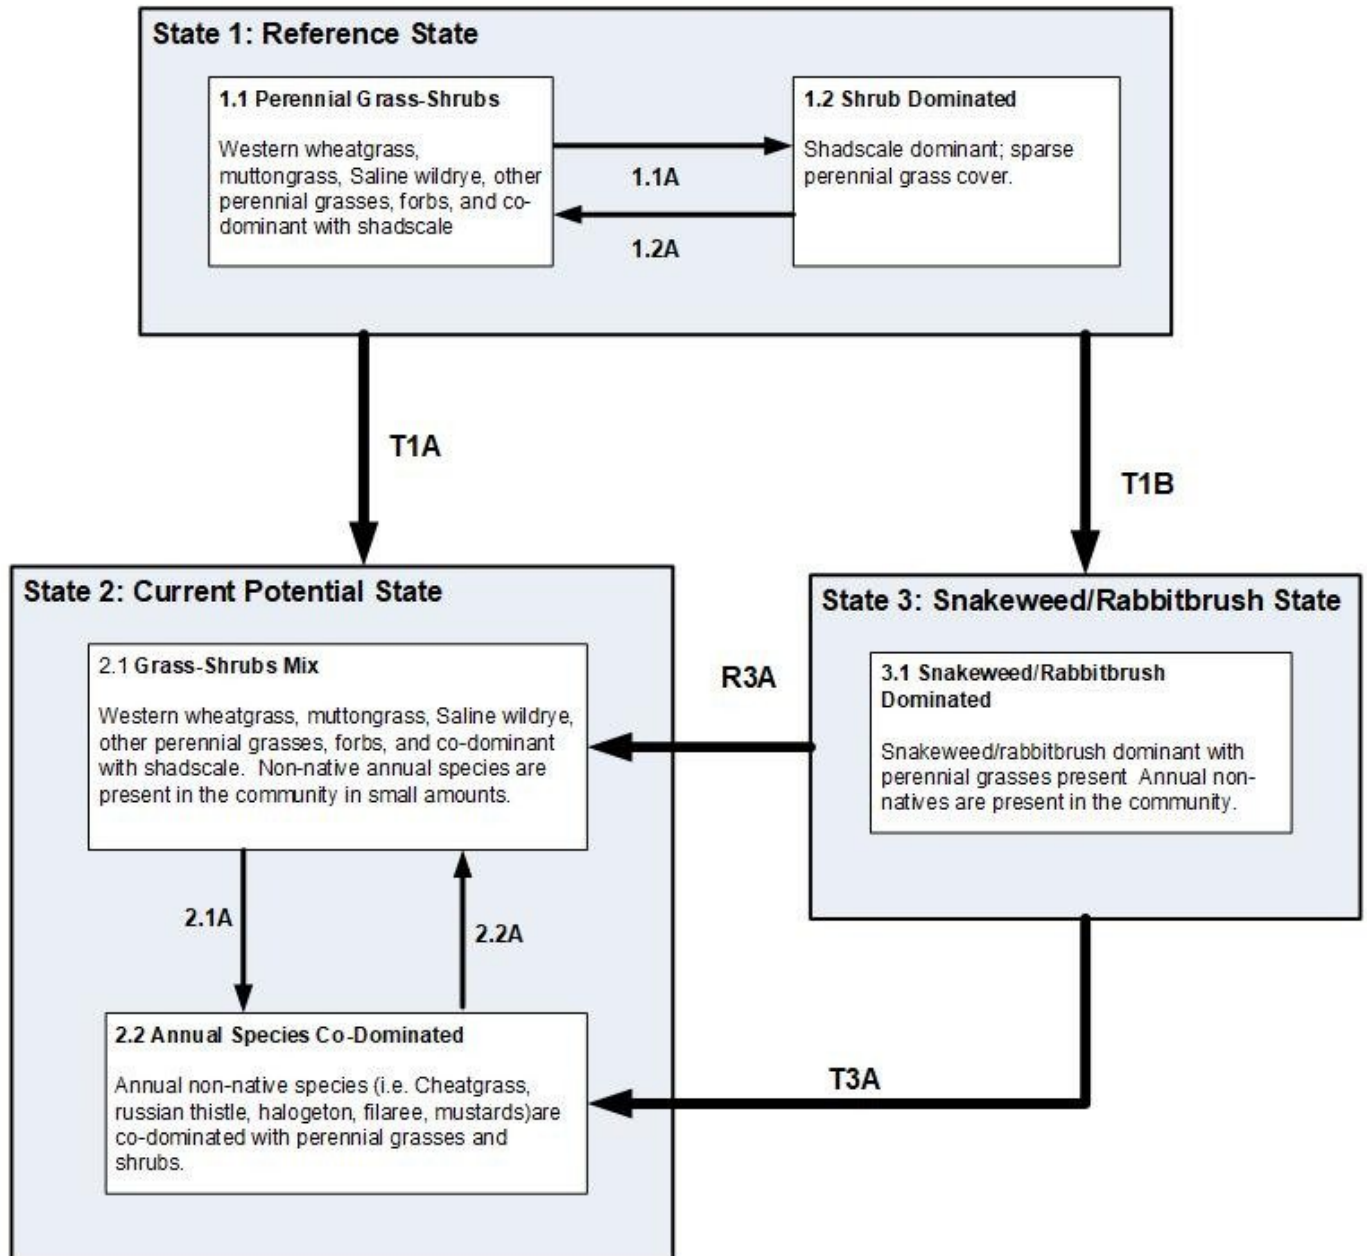 State 1: Reference State
1.1 Perennial Grass-Shrubs
Western wheatgrass,
muttongrass, Saline wildrye, other
perennial grasses, forbs, and co-
dominant with shadscale
1.1A
1.2A
1.2 Shrub Dominated
Shadscale dominant; sparse
perennial grass cover.
T1A
T1B
State 2: Current Potential State
2.1 Grass-Shrubs Mix
Western wheatgrass, muttongrass, Saline wildrye,
other perennial grasses, forbs, and co-dominant
with shadscale.  Non-native annual species are
present in the community in small amounts.
2.1A
2.2A
2.2 Annual Species Co-Dominated
Annual non-native species (i.e. Cheatgrass,
russian thistle, halogeton, filaree, mustards)are
co-dominated with perennial grasses and
shrubs.
R3A
State 3: Snakeweed/Rabbitbrush State
3.1 Snakeweed/Rabbitbrush
Dominated
Snakeweed/rabbitbrush dominant with
perennial grasses present  Annual non-
natives are present in the community.
T3A